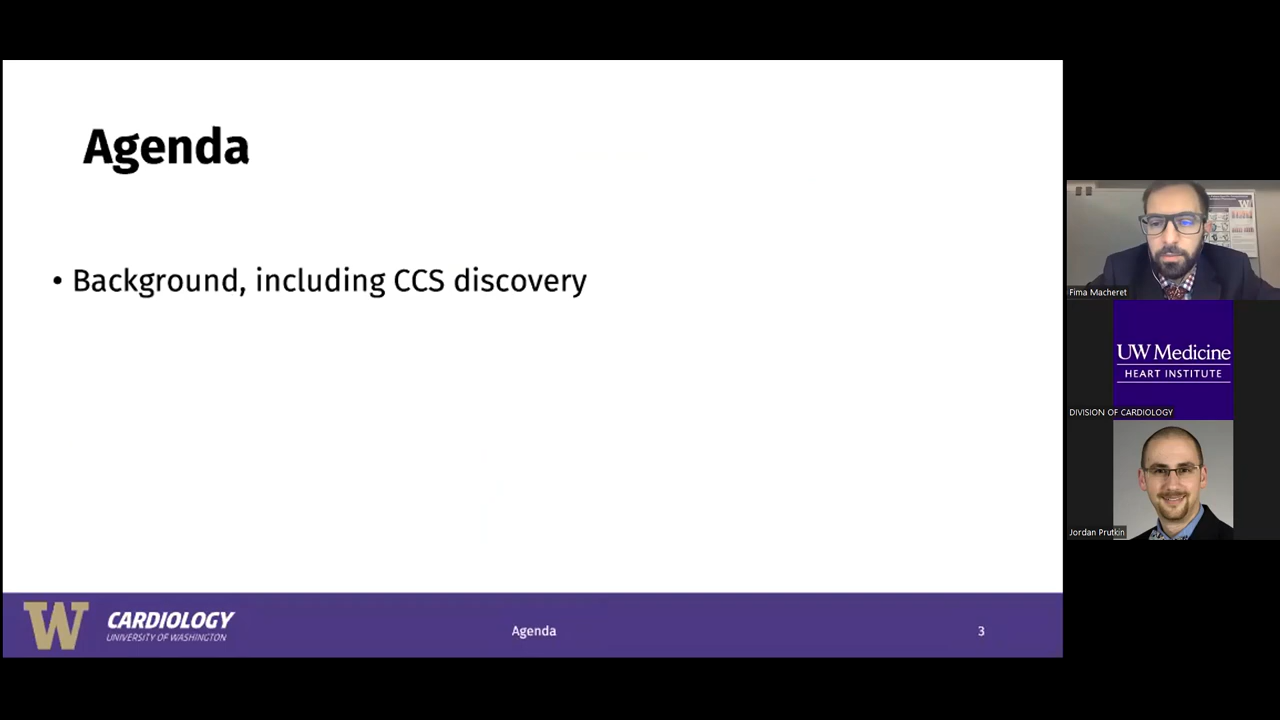 Agenda
• Background, including CCS discovery
W
CARDIOLOGY
UNIVERSITY OF WASHINGTON
Agenda
3
Fima Macheret
UW Medicine
HEART INSTITUTE
DIVISION OF CARDIOLOGY
Jordan Prutkin